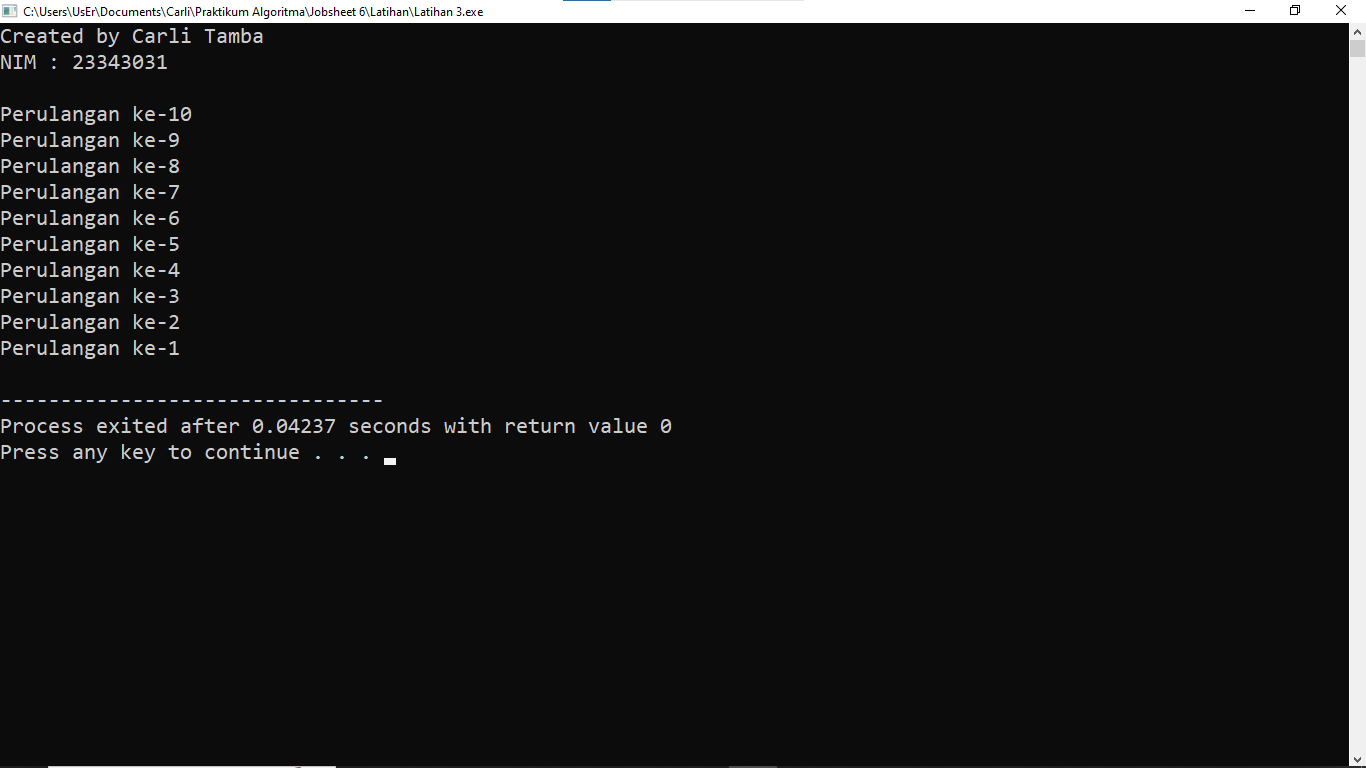 C:\Users\UsEr\Documents\Carli\Praktikum Algoritma\Jobsheet 6\Latihan\Latihan 3.exe
Created by Carli Tamba
NIM : 23343031
Perulangan ke-10
Perulangan ke-9
Perulangan ke-8
Perulangan ke-7
Perulangan ke-6
Perulangan ke-5
Perulangan ke-4
Perulangan ke-3
Perulangan ke-2
Perulangan ke-1
--------------------------------
Process exited after 0.04237 seconds with return value 0
Press any key to continue . . .